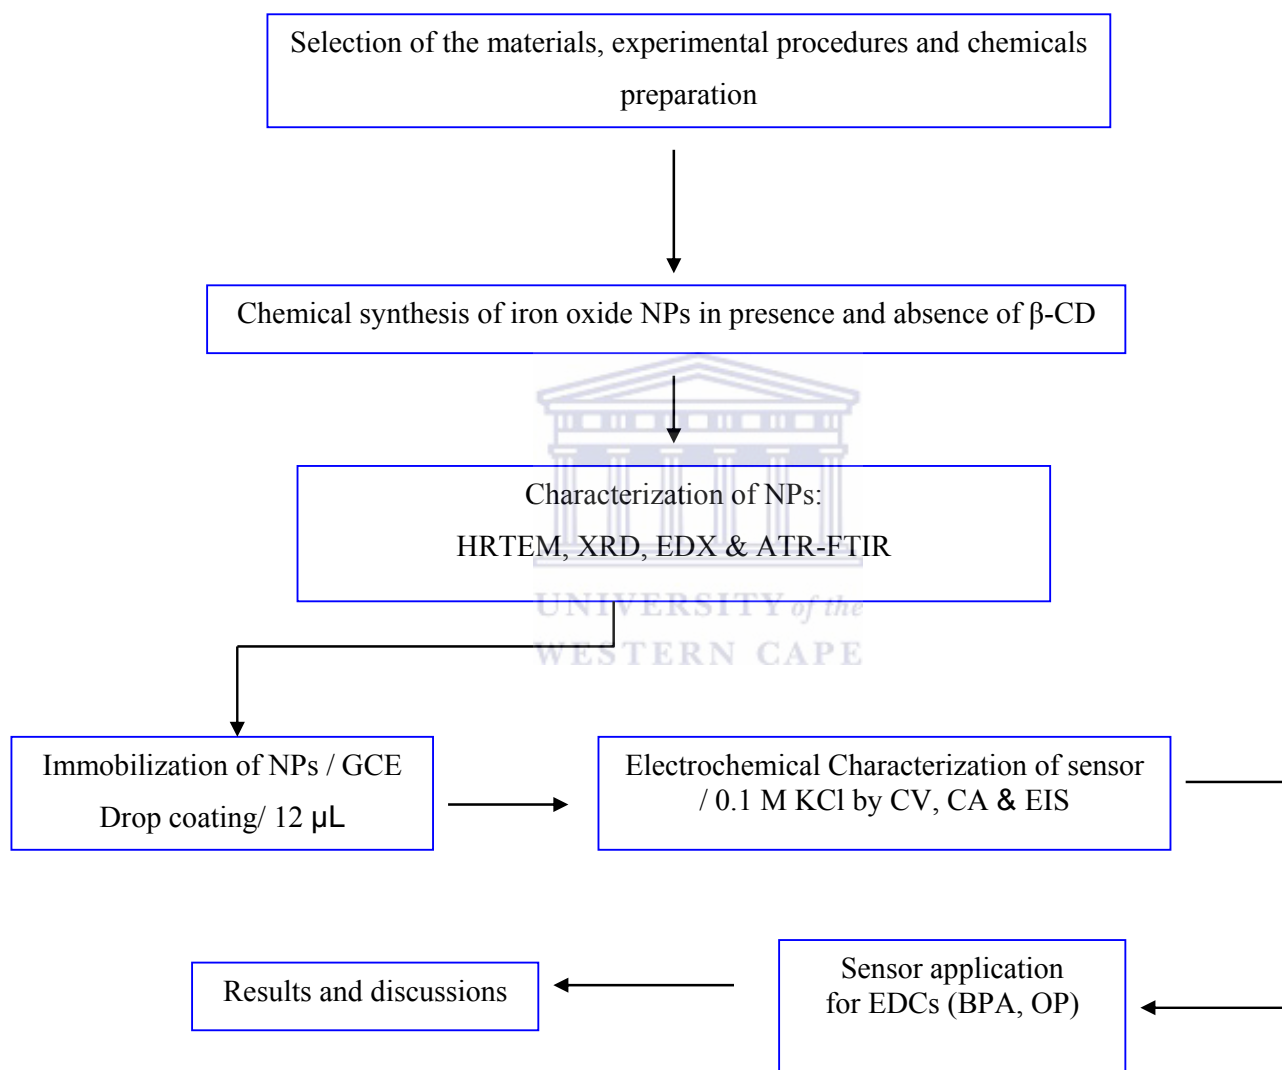 Selection of the materials, experimental procedures and chemicals
preparation
Chemical synthesis of iron oxide NPs in presence and absence of β-CD
Characterization of NPs:
HRTEM, XRD, EDX & ATR-FTIR
UNIVERSITY of the
WESTERN CAPE
Immobilization of NPs / GCE
Drop coating/ 12 µL
Electrochemical Characterization of sensor
/ 0.1 M KCl by CV, CA & EIS
Sensor application
for EDCs (BPA, OP)
Results and discussions